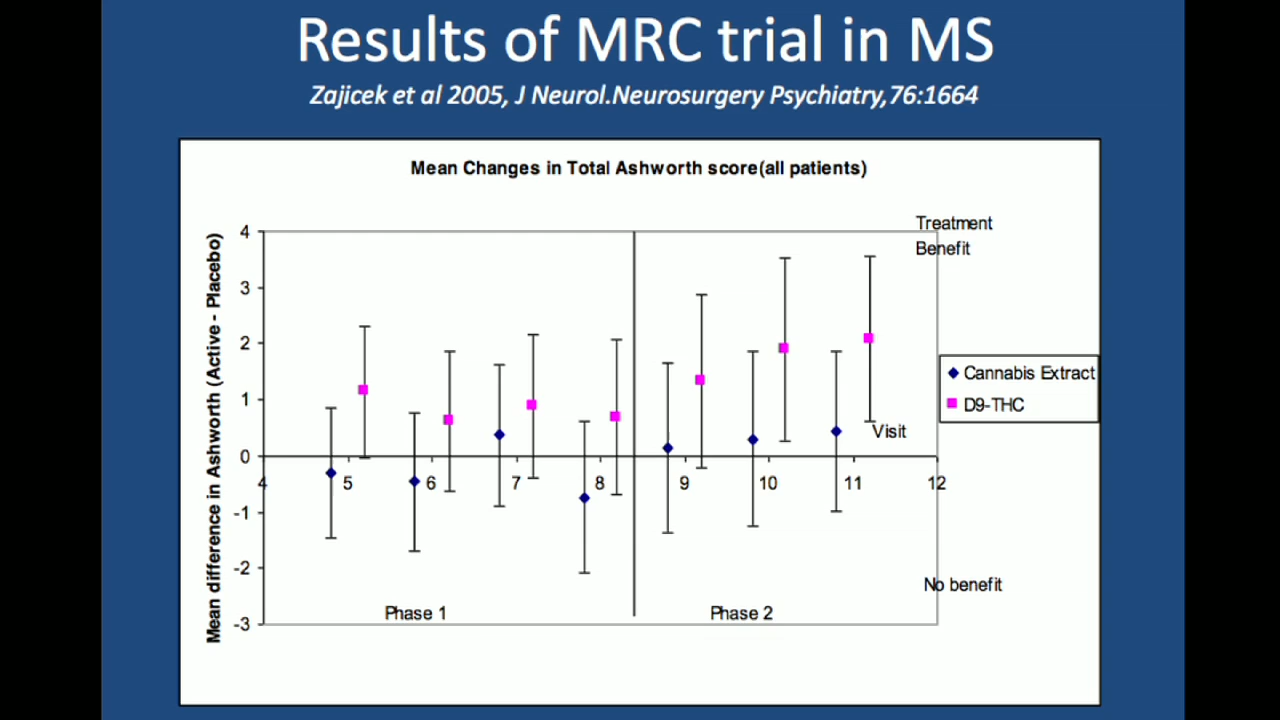 Results of MRC trial in MS
Zajicek et al 2005, J Neurol.Neurosurgery Psychiatry,76:1664
Mean Changes in Total Ashworth score(all patients)
Mean difference in Ashworth (Active - Placebo)
4
3
2
1
0
-1
-2
-3
4 5 6 7 8 9 10 11 12
Phase 1
Phase 2
Treatment
Benefit
Cannabis Extract
D9-THC
Visit
No benefit